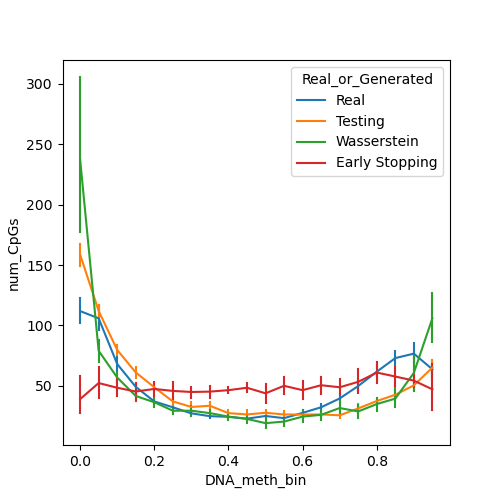 Real_or_Generated
Real
Testing
Wasserstein
Early Stopping
num_CpGs
300
250
200
150
100
50
0.0 0.2 0.4 0.6 0.8
DNA_meth_bin